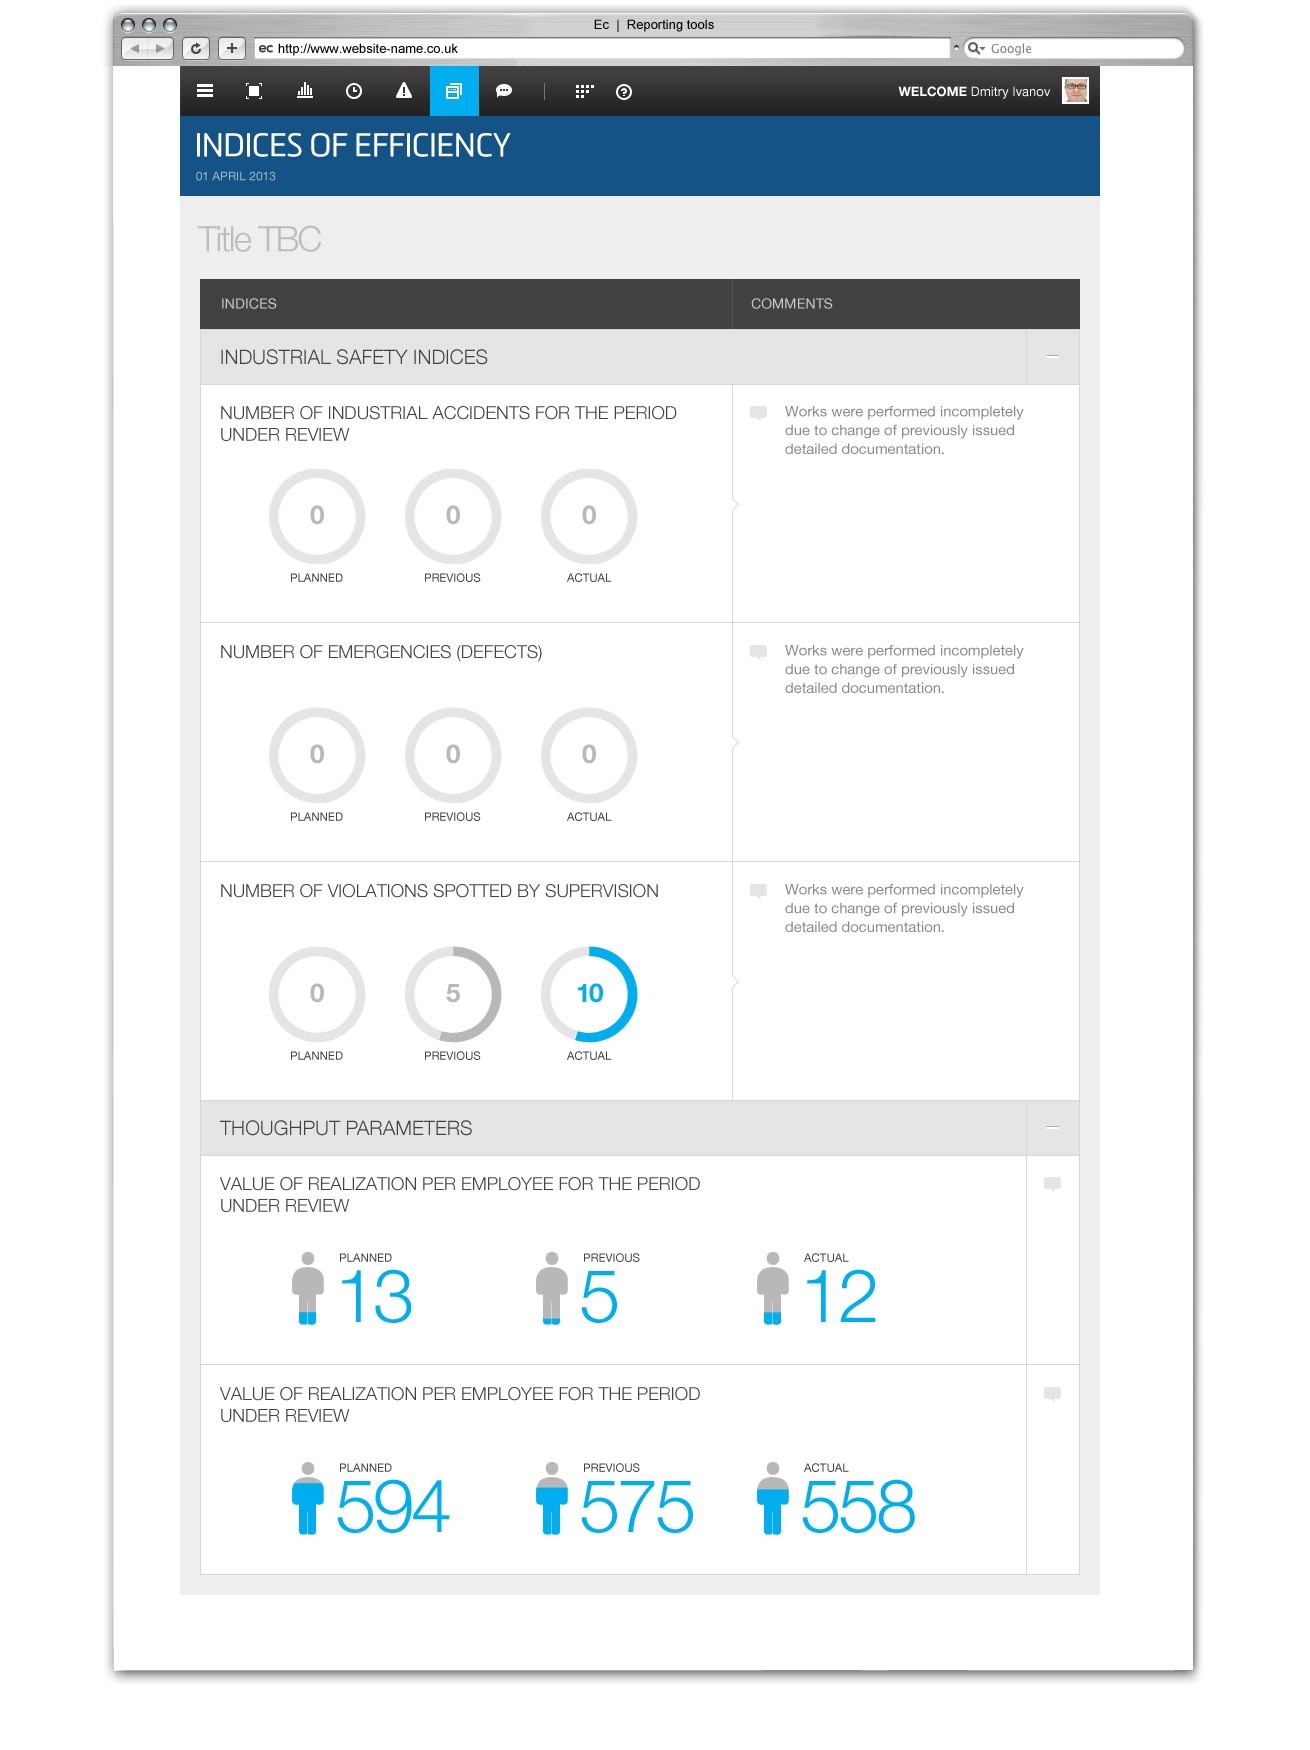 Ec | Reporting tools
ec http://www.website-name.co.uk
Google
WELCOME Dmitry Ivanov
INDICES OF EFFICIENCY
01 APRIL 2013
Title TBC
INDICES
COMMENTS
INDUSTRIAL SAFETY INDICES
NUMBER OF INDUSTRIAL ACCIDENTS FOR THE PERIOD
UNDER REVIEW
0
0
0
PLANNED
PREVIOUS
ACTUAL
Works were performed incompletely
due to change of previously issued
detailed documentation.
NUMBER OF EMERGENCIES (DEFECTS)
0
0
0
PLANNED
PREVIOUS
ACTUAL
Works were performed incompletely
due to change of previously issued
detailed documentation.
NUMBER OF VIOLATIONS SPOTTED BY SUPERVISION
0
5
10
PLANNED
PREVIOUS
ACTUAL
Works were performed incompletely
due to change of previously issued
detailed documentation.
THOUGHPUT PARAMETERS
VALUE OF REALIZATION PER EMPLOYEE FOR THE PERIOD
UNDER REVIEW
PLANNED
13
PREVIOUS
5
ACTUAL
12
VALUE OF REALIZATION PER EMPLOYEE FOR THE PERIOD
UNDER REVIEW
PLANNED
594
PREVIOUS
575
ACTUAL
558